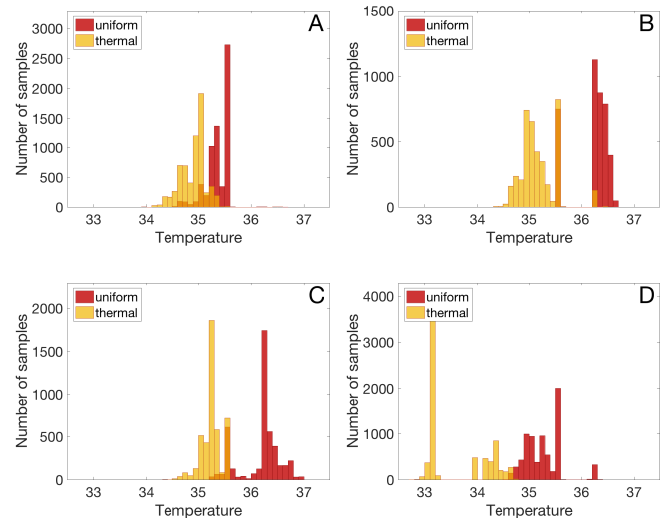 A
uniform
thermal
3000
2500
2000
1500
1000
500
0
33 34 35 36 37
Temperature
Number of samples
B
uniform
thermal
1500
1000
500
0
33 34 35 36 37
Temperature
Number of samples
C
uniform
thermal
2000
1500
1000
500
0
33 34 35 36 37
Temperature
Number of samples
D
uniform
thermal
4000
3000
2000
1000
0
33 34 35 36 37
Temperature
Number of samples